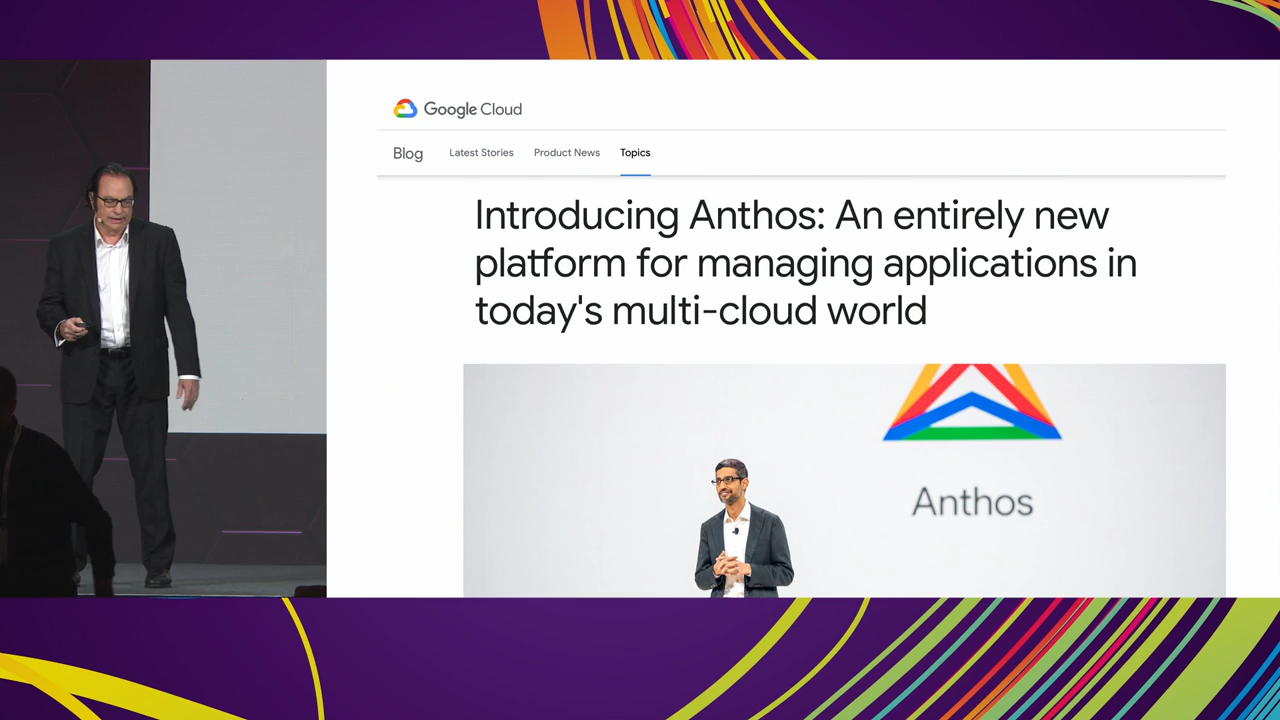 Google Cloud
Blog Latest Stories Product News Topics
Introducing Anthos: An entirely new
platform for managing applications in
today's multi-cloud world
Anthos